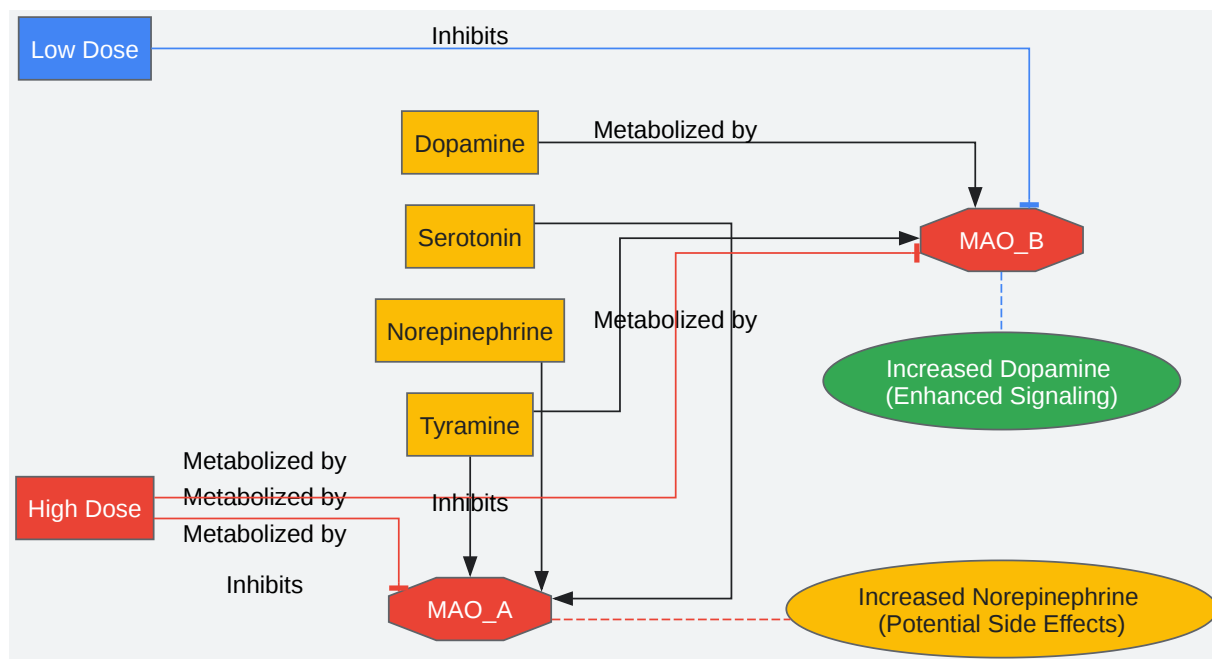 Low Dose
Inhibits
Dopamine
Metabolized by
Serotonin
MAO_B
Norepinephrine
Metabolized by
Increased Dopamine
(Enhanced Signaling)
Tyramine
Metabolized by
High Dose
Metabolized by
Inhibits
Metabolized by
Inhibits
MAO_A
Increased Norepinephrine
(Potential Side Effects)